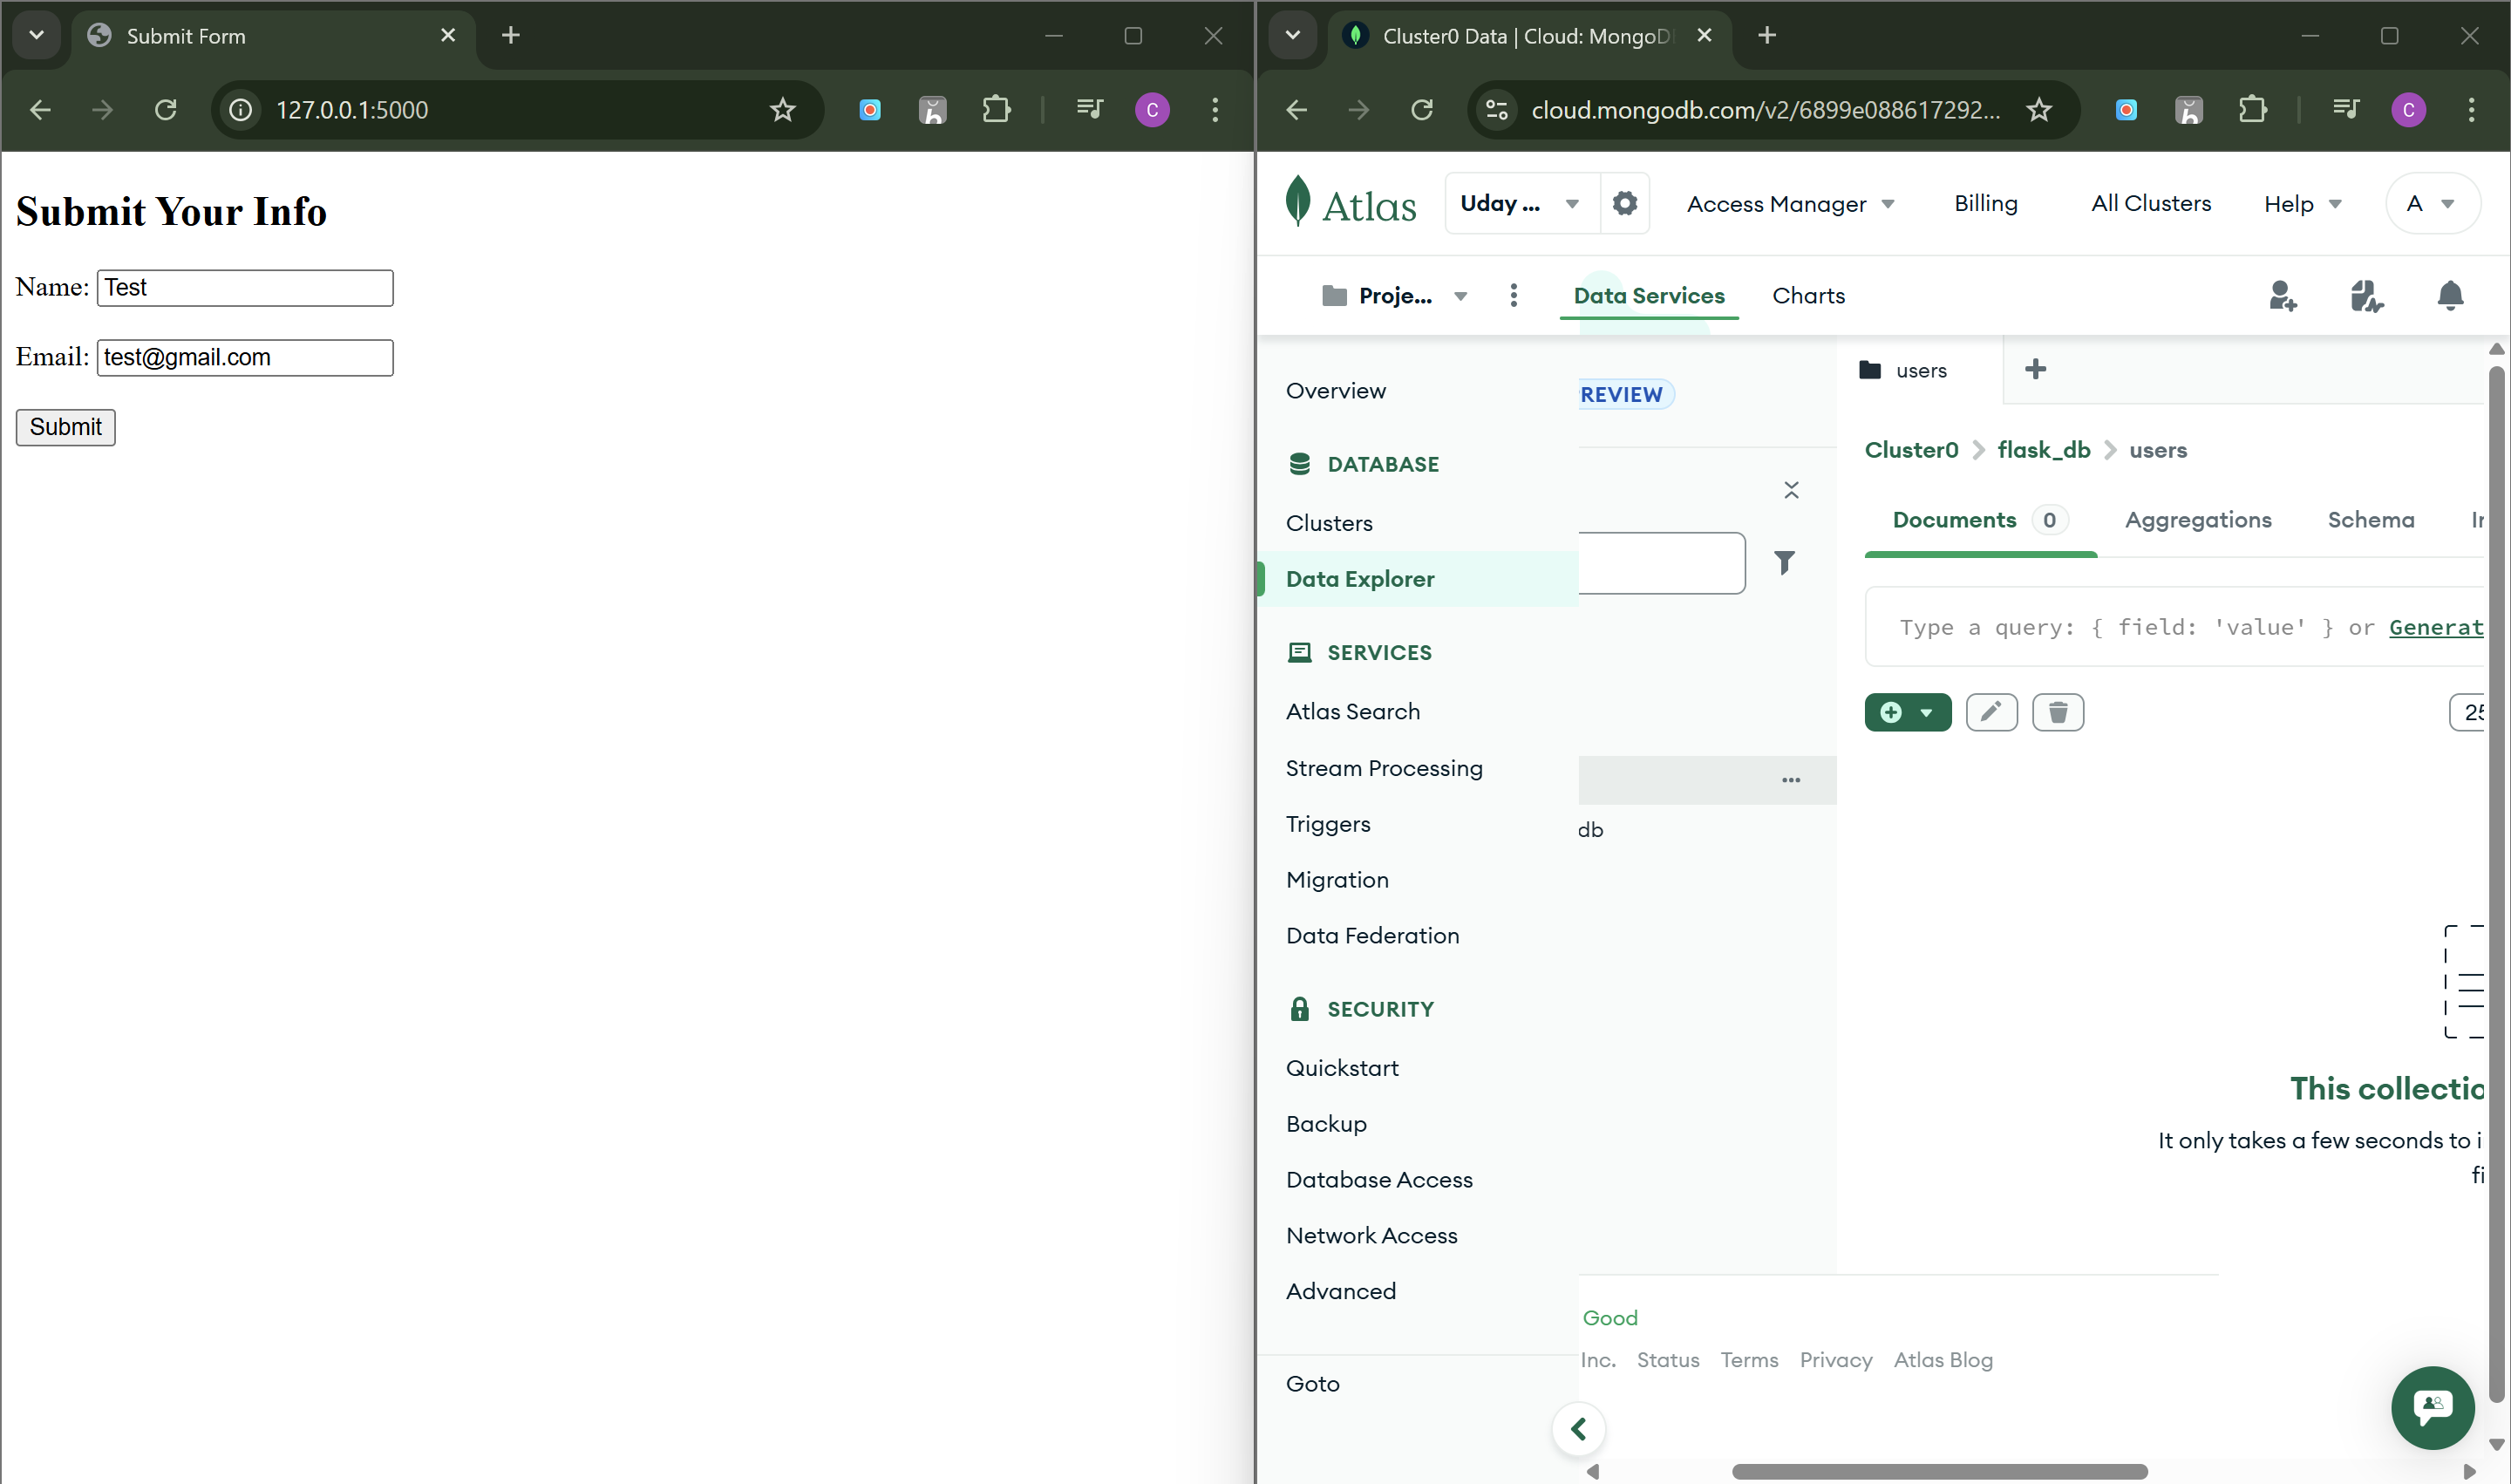 Submit Form
127.0.0.1:5000
C
Submit Your Info
Name: Test
Email: test@gmail.com
Submit
Cluster0 Data | Cloud: MongoD
cloud.mongodb.com/v2/6899e088617292...
C
Atlas
Uday ...
Access Manager
Billing
All Clusters
Help
A
Proje...
Data Services
Charts
Overview
DATABASE
Clusters
Data Explorer
SERVICES
Atlas Search
Stream Processing
Triggers
Migration
Data Federation
SECURITY
Quickstart
Backup
Database Access
Network Access
Advanced
Goto
REVIEW
db
users
Cluster0 > flask_db > users
Documents 0
Aggregations
Schema
Type a query: { field: 'value' } or Generat
25
This collectio
It only takes a few seconds to i
fi
Good
Inc. Status Terms Privacy Atlas Blog